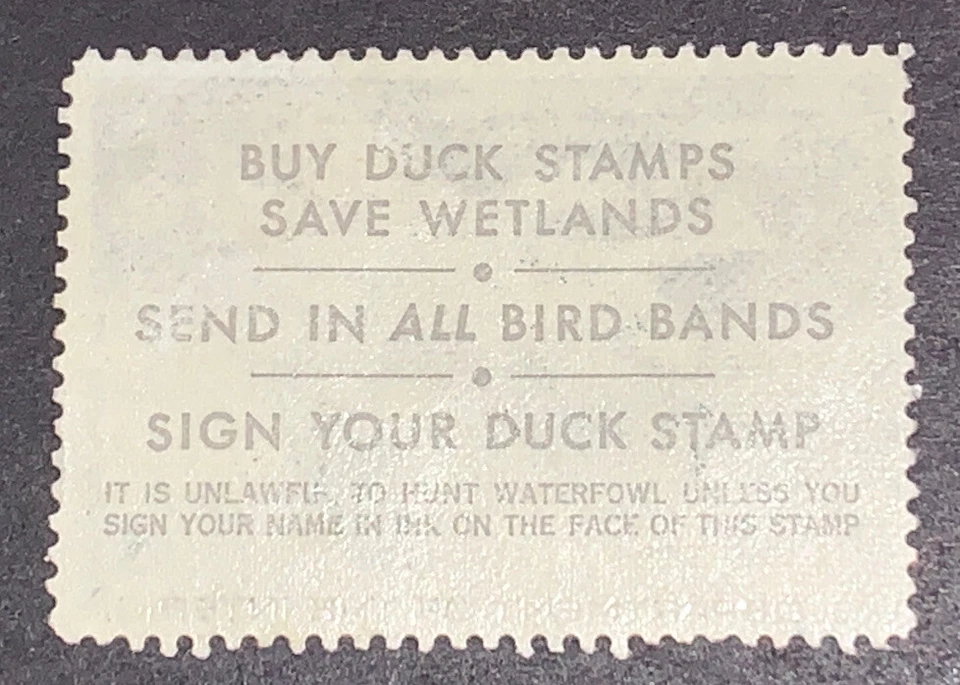 BUY DUCK STAMPS
SAVE WETLANDS
SEND IN ALL BIRD BANDS
SIGN YOUR DUCK STAMP
IT IS UNLAWFUL TO HUNT WATERFOWL UNLESS YOU
SIGN YOUR NAME IN INK ON THE FACE OF THIS STAMP